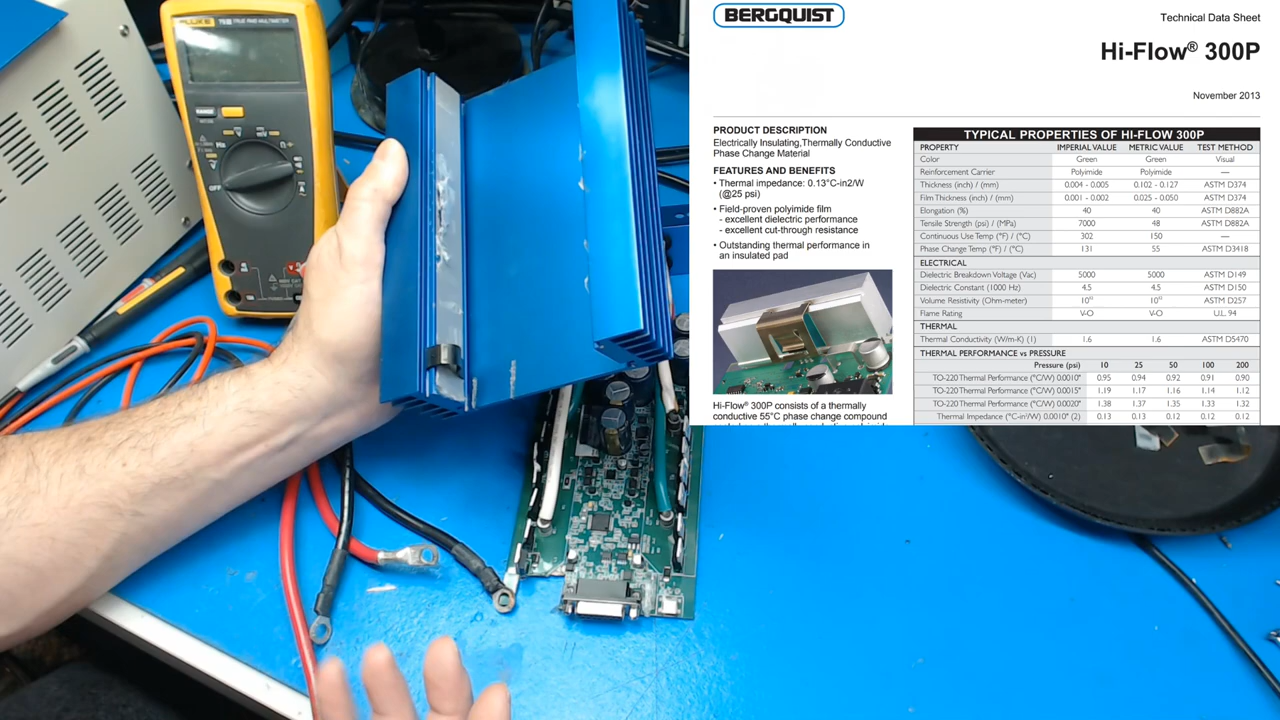 FLUKE
TRUE RMS MULTIMETER
RANGE
OFF
Hz
BERGQUIST
Technical Data Sheet
Hi-Flow® 300P
November 2013
PRODUCT DESCRIPTION
Electrically Insulating,Thermally Conductive
Phase Change Material
FEATURES AND BENEFITS
• Thermal impedance: 0.13°C-in2/W
(@25 psi)
• Field-proven polyimide film
- excellent dielectric performance
- excellent cut-through resistance
• Outstanding thermal performance in
an insulated pad
Hi-Flow® 300P consists of a thermally
conductive 55°C phase change compound
TYPICAL PROPERTIES OF HI-FLOW 300P
PROPERTY IMPERIAL VALUE METRIC VALUE TEST METHOD
Color Green Green Visual
Reinforcement Carrier Polyimide Polyimide —
Thickness (inch) / (mm) 0.004 - 0.005 0.102 - 0.127 ASTM D374
Film Thickness (inch) / (mm) 0.001 - 0.002 0.025 - 0.050 ASTM D374
Elongation (%) 40 40 ASTM D882A
Tensile Strength (psi) / (MPa) 7000 48 ASTM D882A
Continuous Use Temp (°F) / (°C) 302 150 —
Phase Change Temp (°F) / (°C) 131 55 ASTM D3418
ELECTRICAL
Dielectric Breakdown Voltage (Vac) 5000 5000 ASTM D149
Dielectric Constant (1000 Hz) 4.5 4.5 ASTM D150
Volume Resistivity (Ohm-meter) 10¹² 10¹² ASTM D257
Flame Rating V-O V-O U.L. 94
THERMAL
Thermal Conductivity (W/m-K) (1) 1.6 1.6 ASTM D5470
THERMAL PERFORMANCE vs PRESSURE
Pressure (psi) 10 25 50 100 200
TO-220 Thermal Performance (°C/W) 0.0010" 0.95 0.94 0.92 0.91 0.90
TO-220 Thermal Performance (°C/W) 0.0015" 1.19 1.17 1.16 1.14 1.12
TO-220 Thermal Performance (°C/W) 0.0020" 1.38 1.37 1.35 1.33 1.32
Thermal Impedance (°C-in²/W) 0.0010" (2) 0.13 0.13 0.12 0.12 0.12